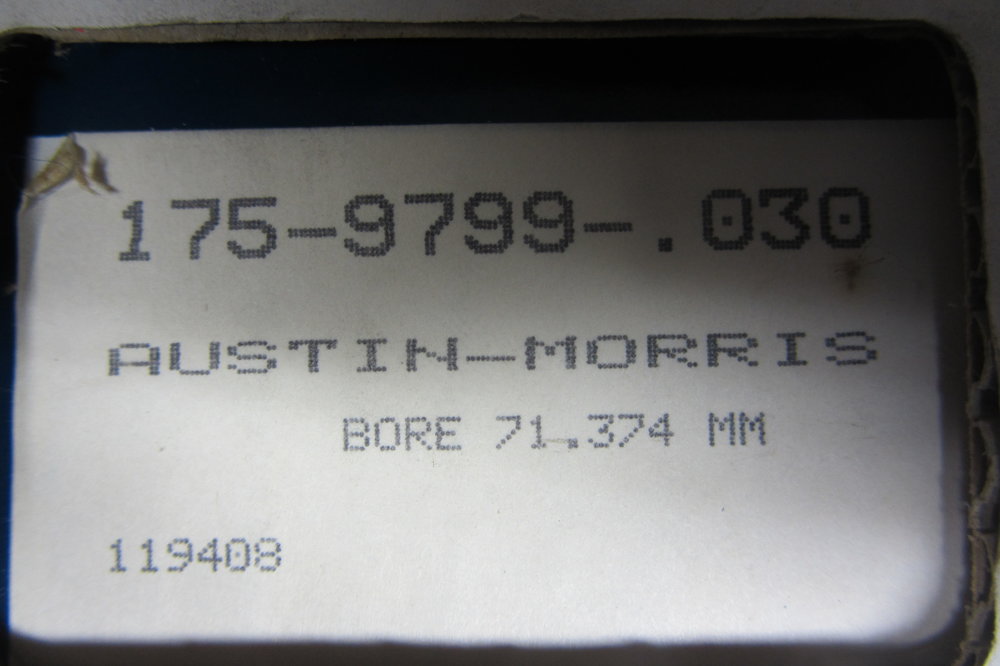 175-9799-.030
AUSTIN-MORRIS
BORE 71.374 MM
119408